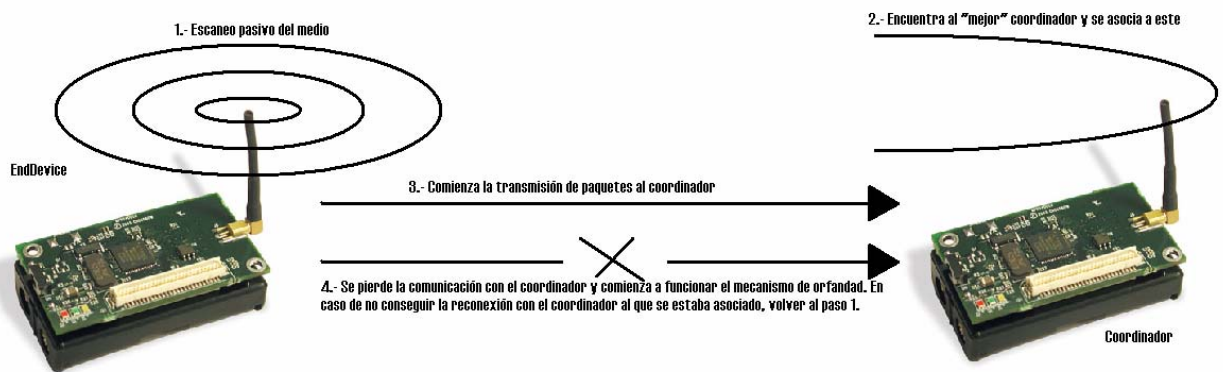 1.- Escaneo pasivo del medio
2.- Encuentra al "mejor" coordinador y se asocia a este
EndDevice
3.- Comienza la transmisión de paquetes al coordinador
4.- Se pierde la comunicación con el coordinador y comienza a funcionar el mecanismo de orfandad. En
caso de no conseguir la reconexión con el coordinador al que se estaba asociado, volver al paso 1.
Coordinador